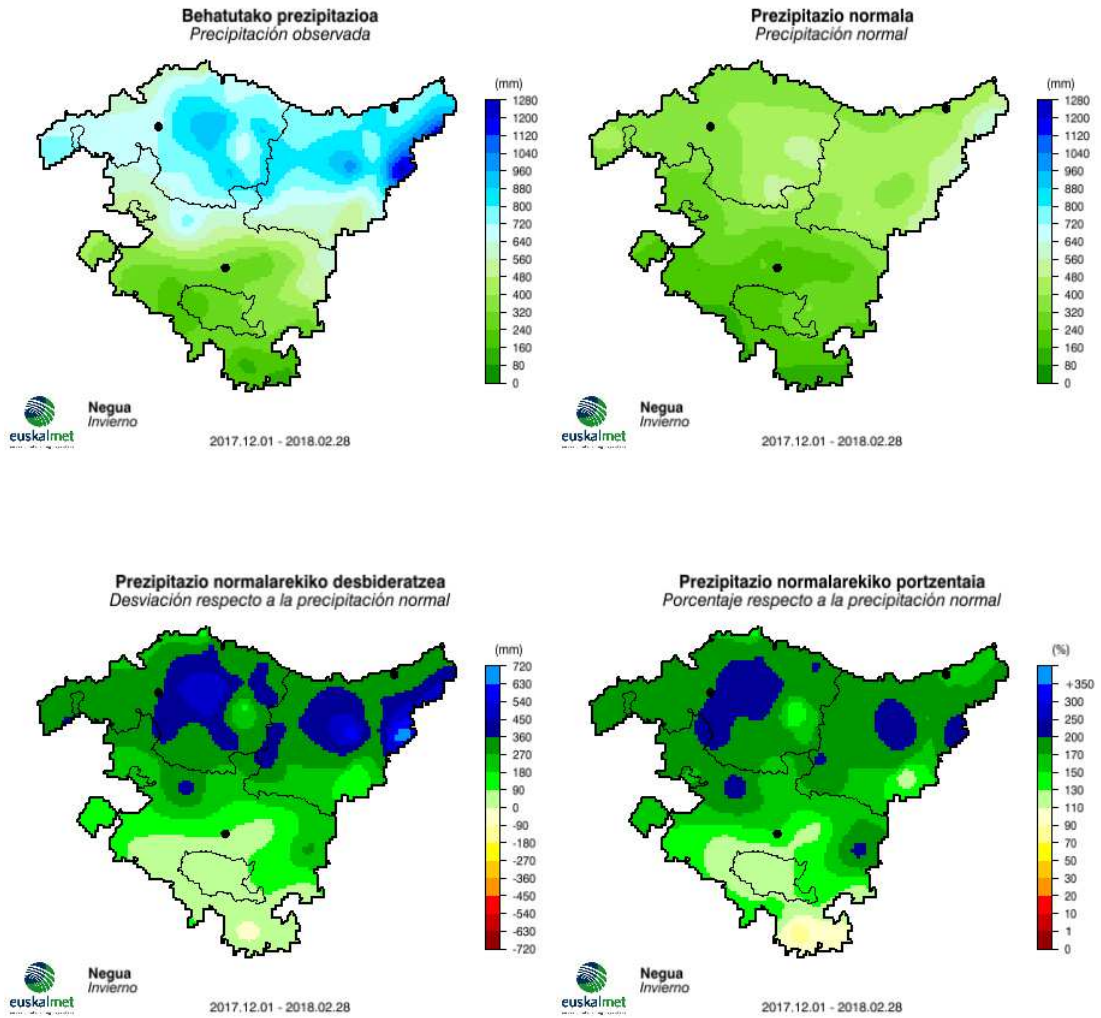 Behatutako prezipitazioa
Precipitación observada
(mm)
1280
1200
1120
1040
960
880
800
720
640
560
480
400
320
240
160
80
0
euskalmet
Negua
Invierno
2017.12.01 - 2018.02.28
Prezipitazio normala
Precipitación normal
(mm)
1280
1200
1120
1040
960
880
800
720
640
560
480
400
320
240
160
80
0
euskalmet
Negua
Invierno
2017.12.01 - 2018.02.28
Prezipitazio normalarekiko desbideratzea
Desviación respecto a la precipitación normal
(mm)
720
630
540
450
360
270
180
90
0
-90
-180
-270
-360
-450
-540
-630
-720
euskalmet
Negua
Invierno
2017.12.01 - 2018.02.28
Prezipitazio normalarekiko portzentaia
Porcentaje respecto a la precipitación normal
(%)
+350
300
250
200
170
150
130
110
90
70
50
30
20
10
1
0
euskalmet
Negua
Invierno
2017.12.01 - 2018.02.28